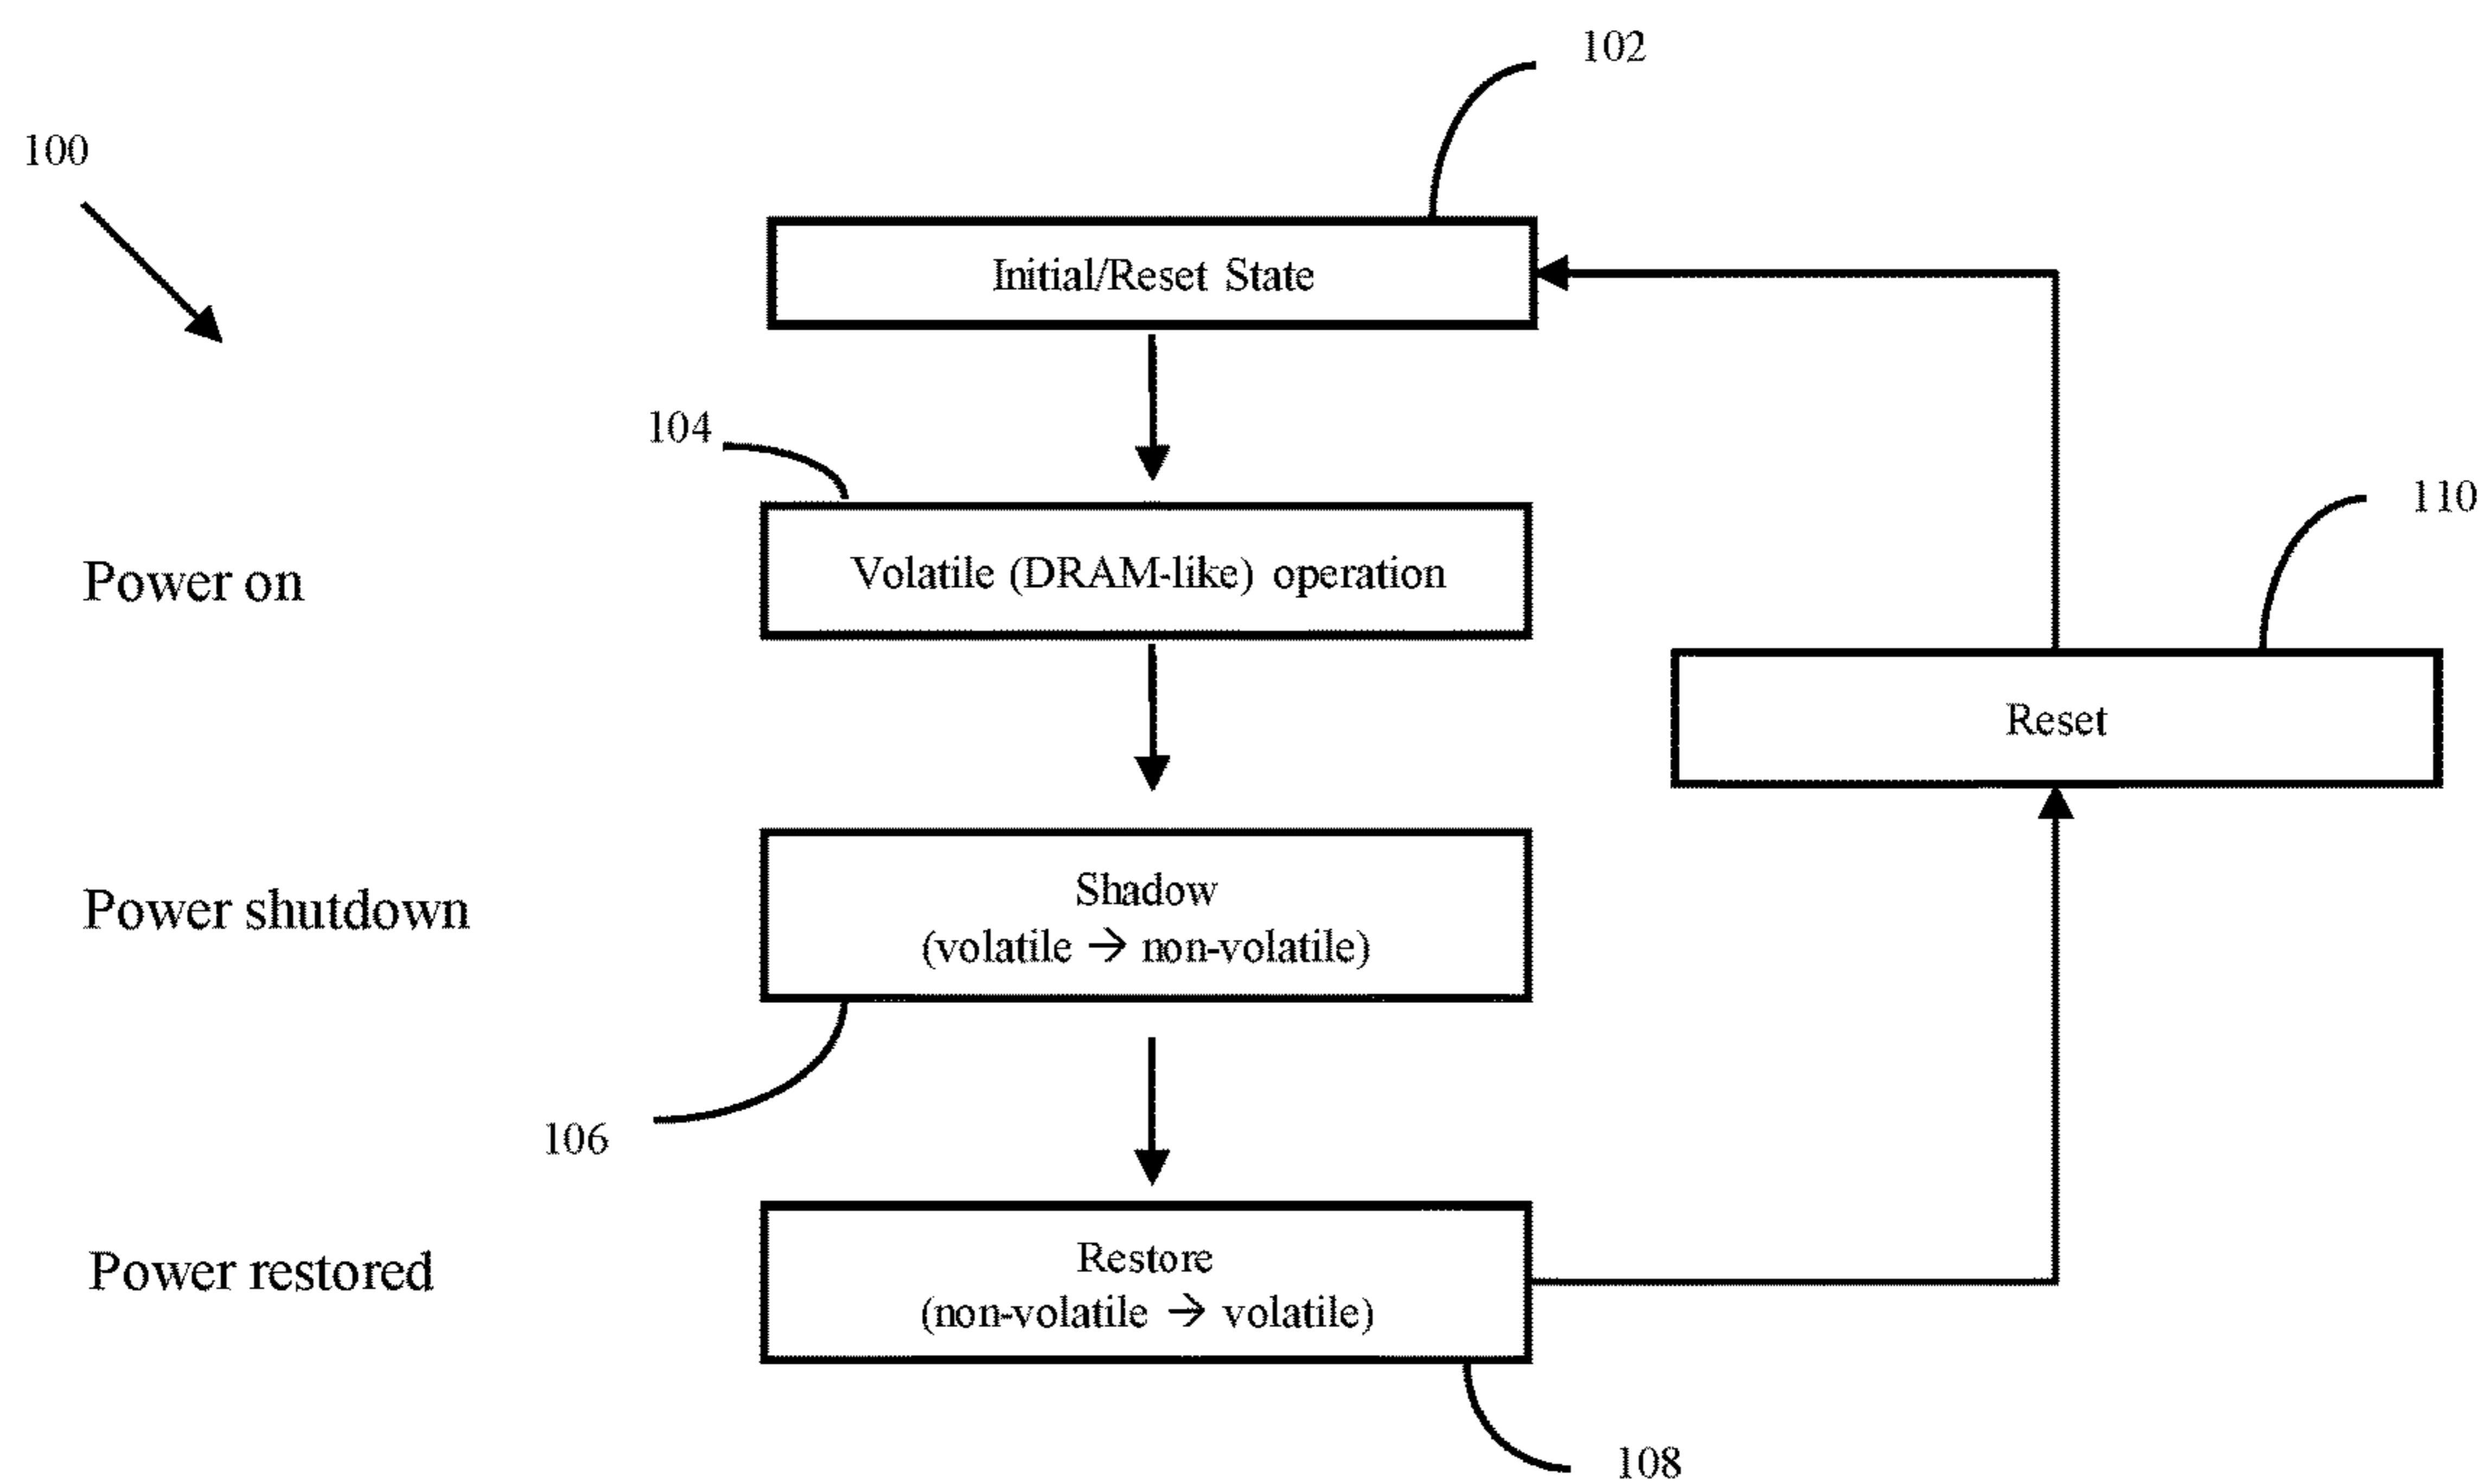 102
100
Initial/Reset State
104
110
Power on
Volatile (DRAM-like) operation
Reset
Power shutdown
Shadow
(volatile → non-volatile)
106
Power restored
Restore
(non-volatile → volatile)
108